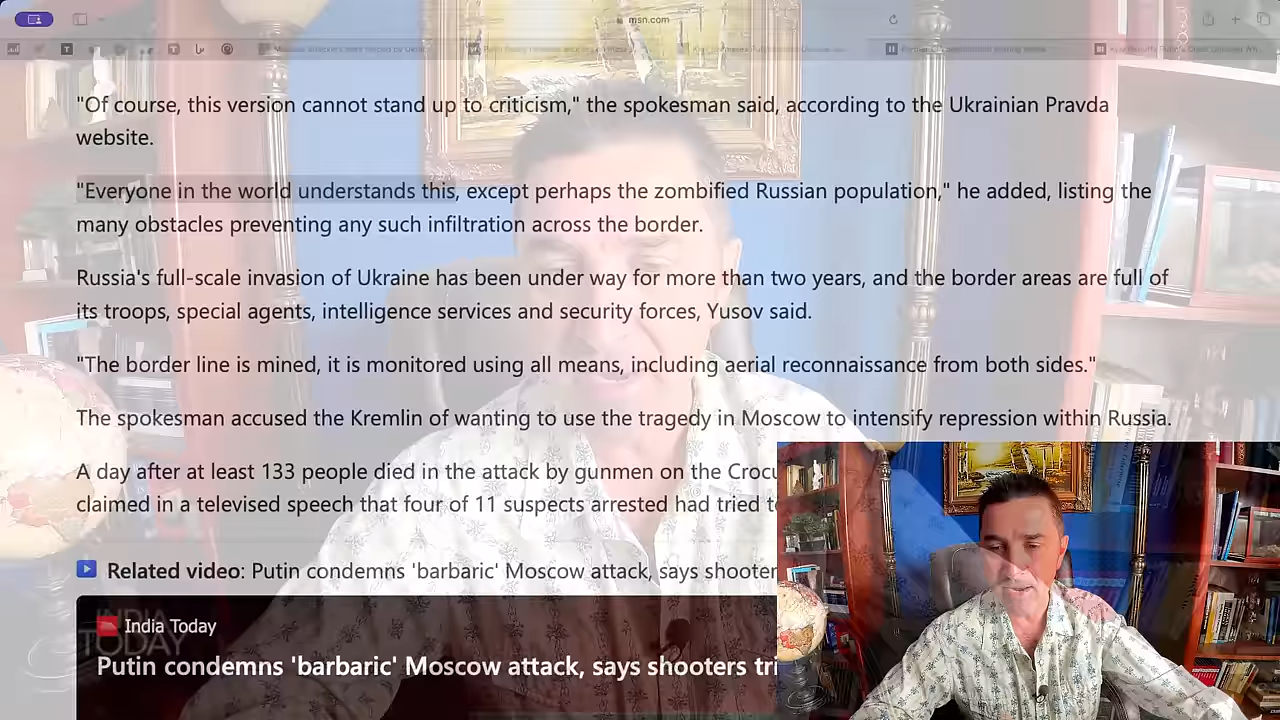 msn.com
"Of course, this version cannot stand up to criticism," the spokesman said, according to the Ukrainian Pravda
website.
"Everyone in the world understands this, except perhaps the zombified Russian population," he added, listing the
many obstacles preventing any such infiltration across the border.
Russia's full-scale invasion of Ukraine has been under way for more than two years, and the border areas are full of
its troops, special agents, intelligence services and security forces, Yusov said.
"The border line is mined, it is monitored using all means, including aerial reconnaissance from both sides."
The spokesman accused the Kremlin of wanting to use the tragedy in Moscow to intensify repression within Russia.
A day after at least 133 people died in the attack by gunmen on the Crocu
claimed in a televised speech that four of 11 suspects arrested had tried t
Related video: Putin condemns 'barbaric' Moscow attack, says shooter
INDIA
TODAY
India Today
Putin condemns 'barbaric' Moscow attack, says shooters tri